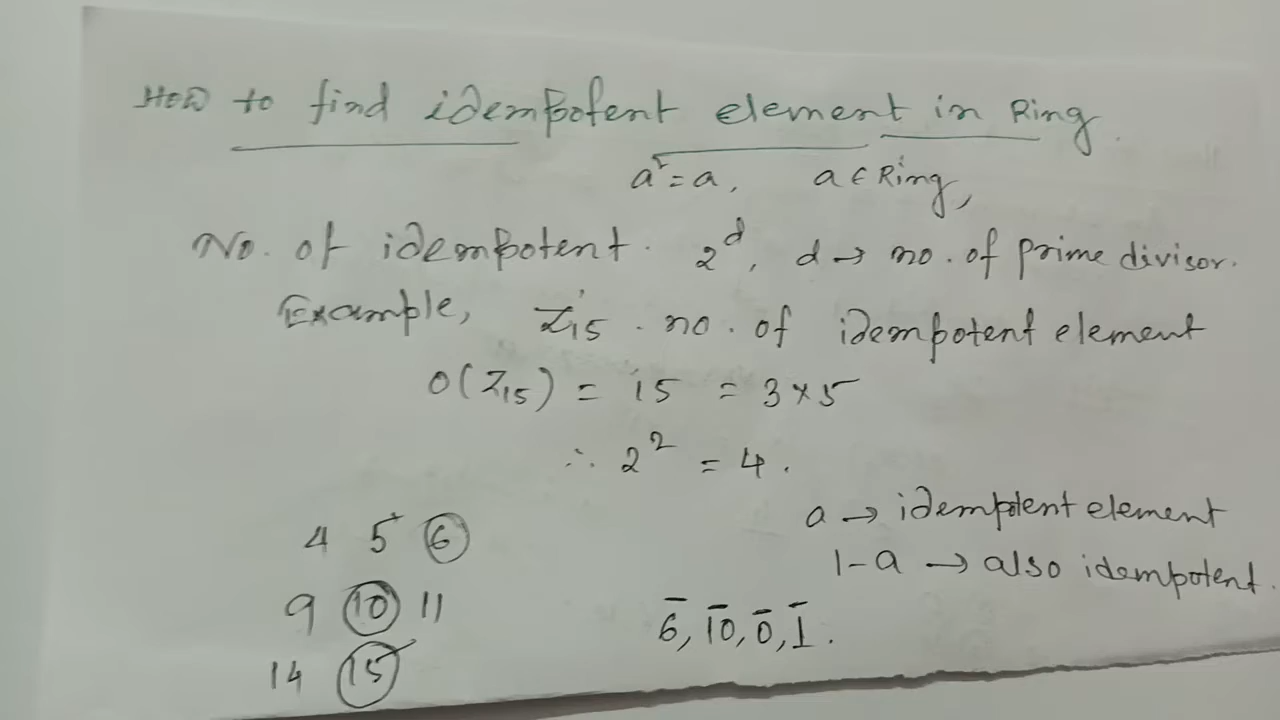 How to find idempotent element in Ring.
a² = a, a ∈ Ring,
No. of idempotent. 2^d, d → no. of prime divisor.
Example, Z₁₅. no. of idempotent element
O(Z₁₅) = 15 = 3 × 5
∴ 2² = 4.
a → idempotent element
4 5 6
1-a → also idempotent.
9 10 11
6̄, 1̄0̄, 0̄, 1̄.
14 15